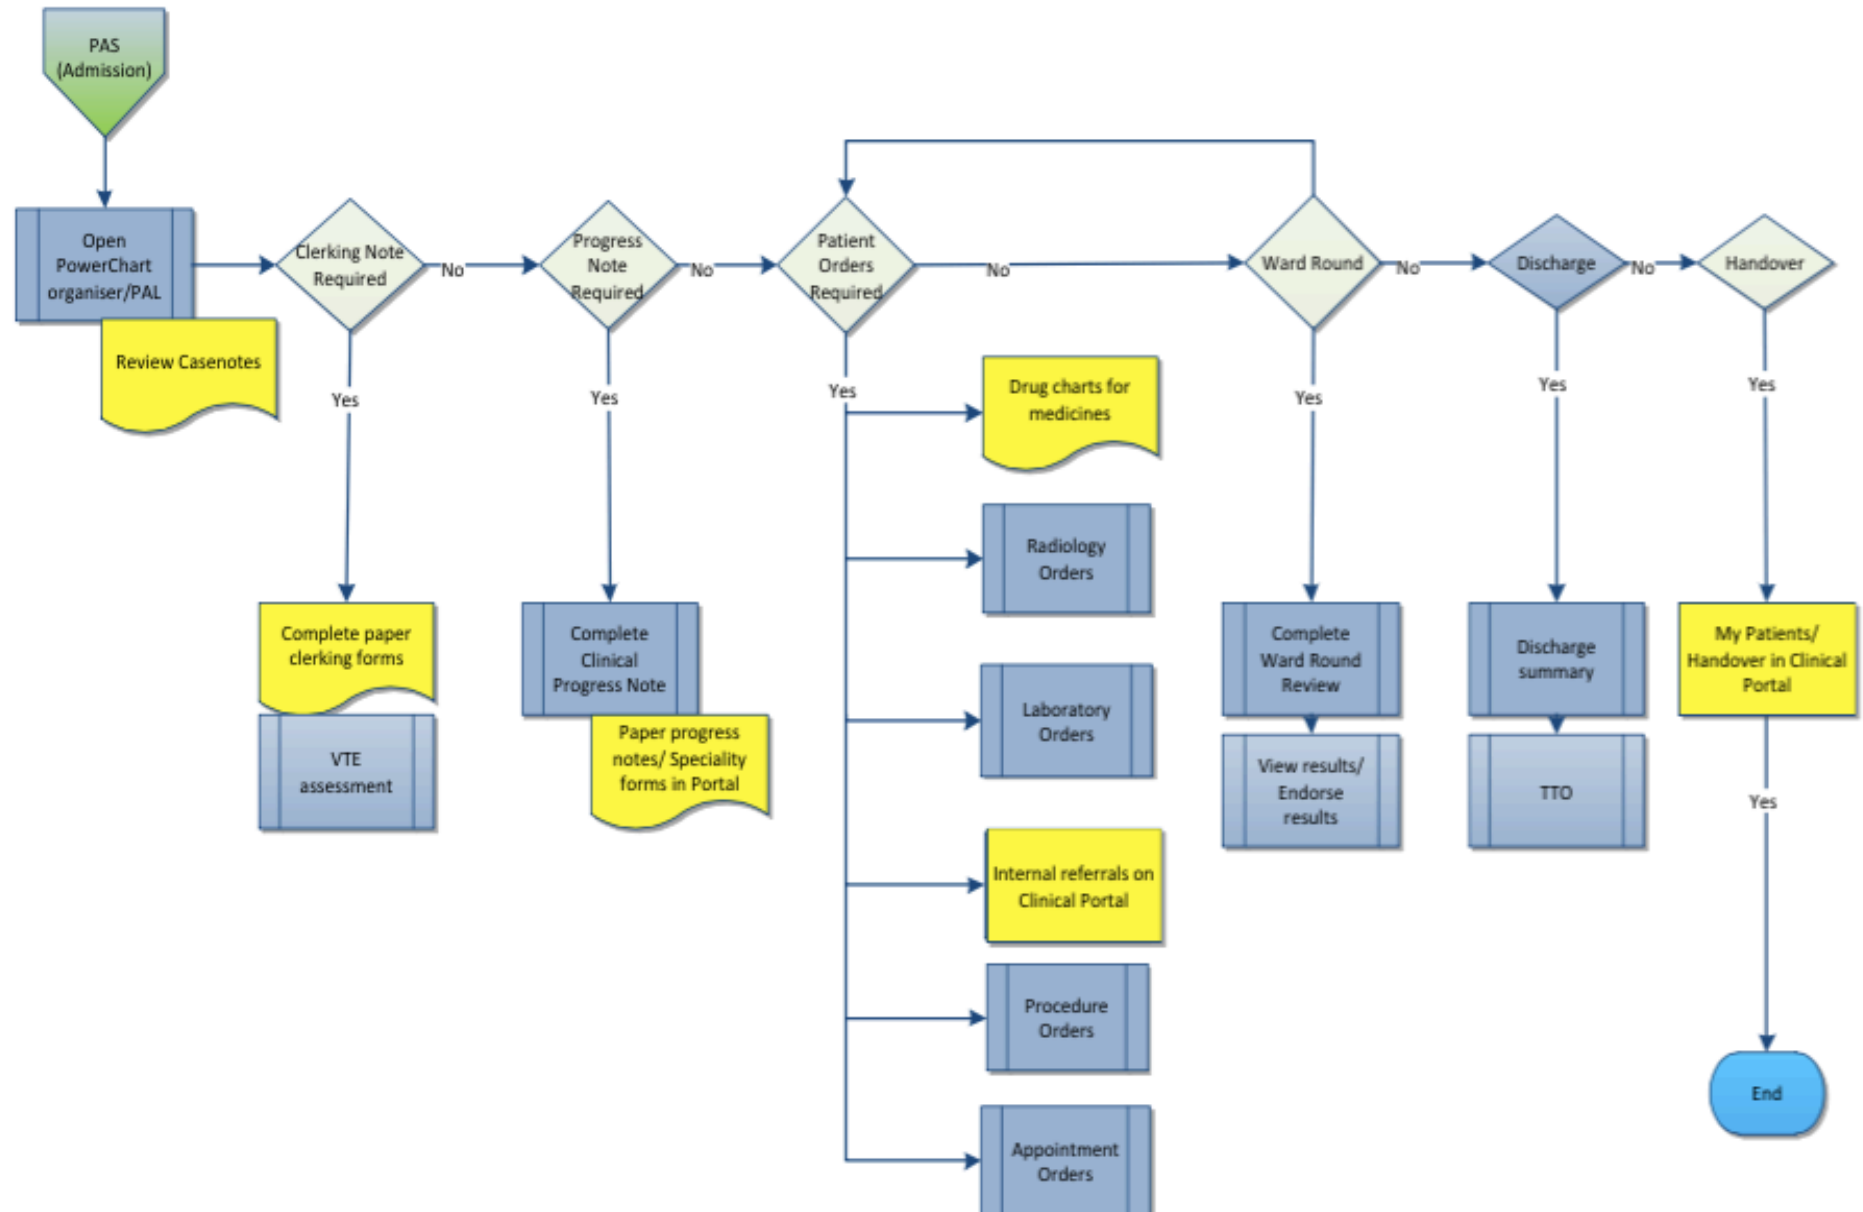 PAS
(Admission)
Open
PowerChart
organiser/PAL
Review Casenotes
Clerking Note
Required
No
Yes
Complete paper
clerking forms
VTE
assessment
Progress
Note
Required
No
Yes
Complete
Clinical
Progress Note
Paper progress
notes/ Speciality
forms in Portal
Patient
Orders
Required
No
Yes
Drug charts for
medicines
Radiology
Orders
Laboratory
Orders
Internal referrals on
Clinical Portal
Procedure
Orders
Appointment
Orders
Ward Round
No
Yes
Complete
Ward Round
Review
View results/
Endorse
results
Discharge
No
Yes
Discharge
summary
TTO
Handover
Yes
My Patients/
Handover in Clinical
Portal
Yes
End